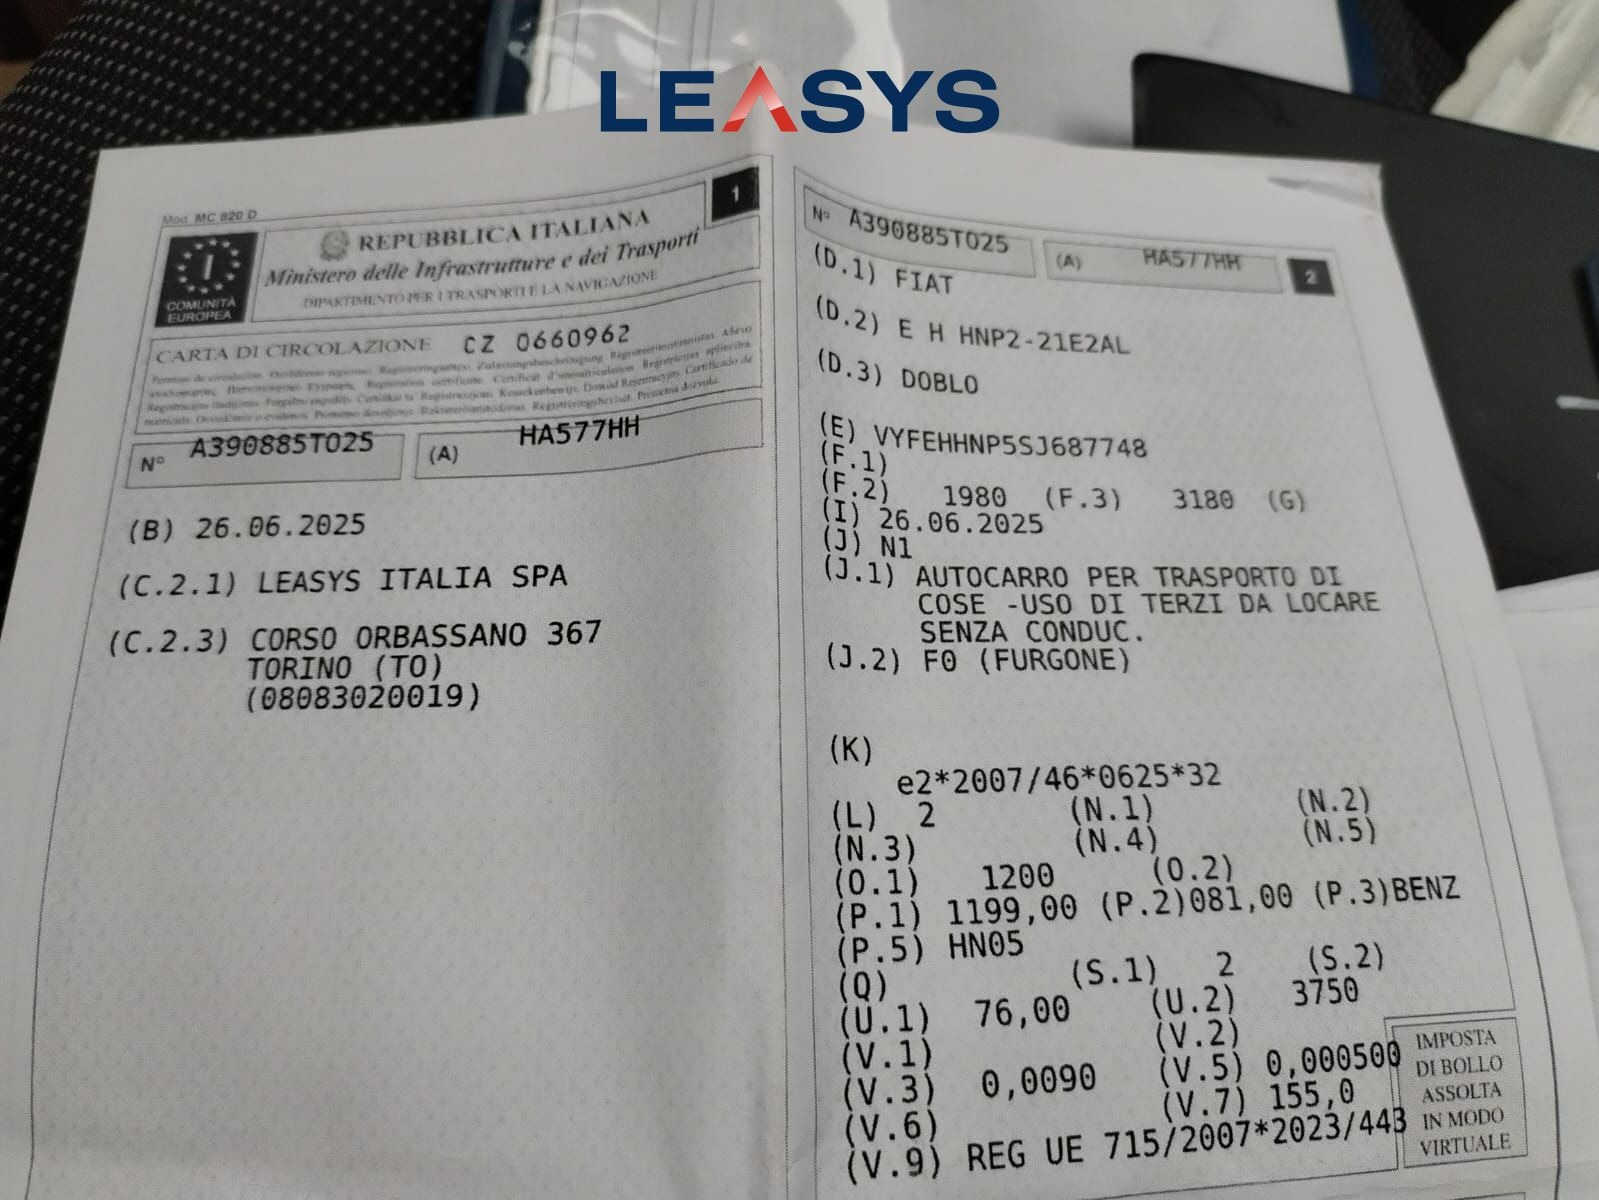 LEASYS
Mod. MC 820 D
1
COMUNITÀ
EUROPEA
REPUBBLICA ITALIANA
Ministero delle Infrastrutture e dei Trasporti
DIPARTIMENTO PER I TRASPORTI E LA NAVIGAZIONE
CARTA DI CIRCOLAZIONE CZ 0660962
N° A390885TO25 (A) HA577HH
(B) 26.06.2025
(C.2.1) LEASYS ITALIA SPA
(C.2.3) CORSO ORBASSANO 367
TORINO (TO)
(08083020019)
N° A390885TO25 (A) HA577HH 2
(D.1) FIAT
(D.2) E H HNP2-21E2AL
(D.3) DOBLO
(E) VYFEHHNP5SJ687748
(F.1)
(F.2) 1980 (F.3) 3180 (G)
(I) 26.06.2025
(J) N1
(J.1) AUTOCARRO PER TRASPORTO DI
COSE -USO DI TERZI DA LOCARE
SENZA CONDUC.
(J.2) F0 (FURGONE)
(K)
e2*2007/46*0625*32
(L) 2 (N.1) (N.2)
(N.3) (N.4) (N.5)
(O.1) 1200 (O.2)
(P.1) 1199,00 (P.2)081,00 (P.3)BENZ
(P.5) HN05
(Q) (S.1) 2 (S.2)
(U.1) 76,00 (U.2) 3750
(V.1) (V.2)
(V.3) 0,0090 (V.5) 0,000500
(V.6) (V.7) 155,0
(V.9) REG UE 715/2007*2023/443
IMPOSTA
DI BOLLO
ASSOLTA
IN MODO
VIRTUALE